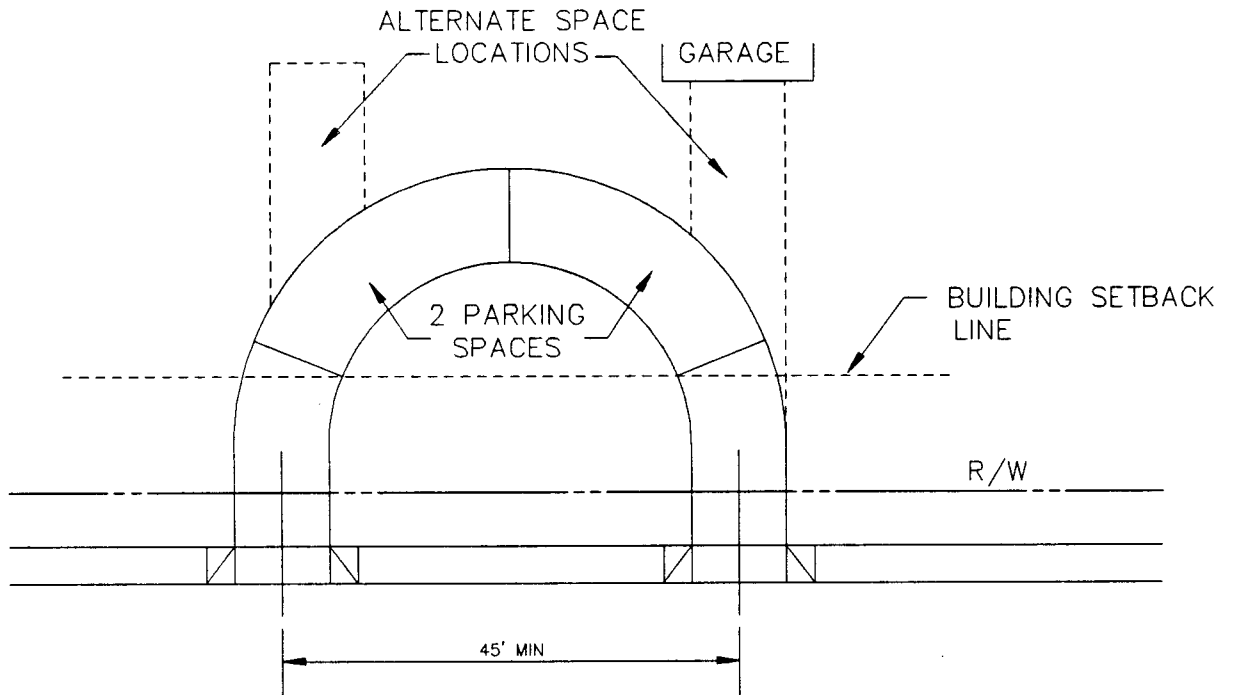 ALTERNATE SPACE
LOCATIONS
GARAGE
2 PARKING
SPACES
BUILDING SETBACK
LINE
R/W
45' MIN